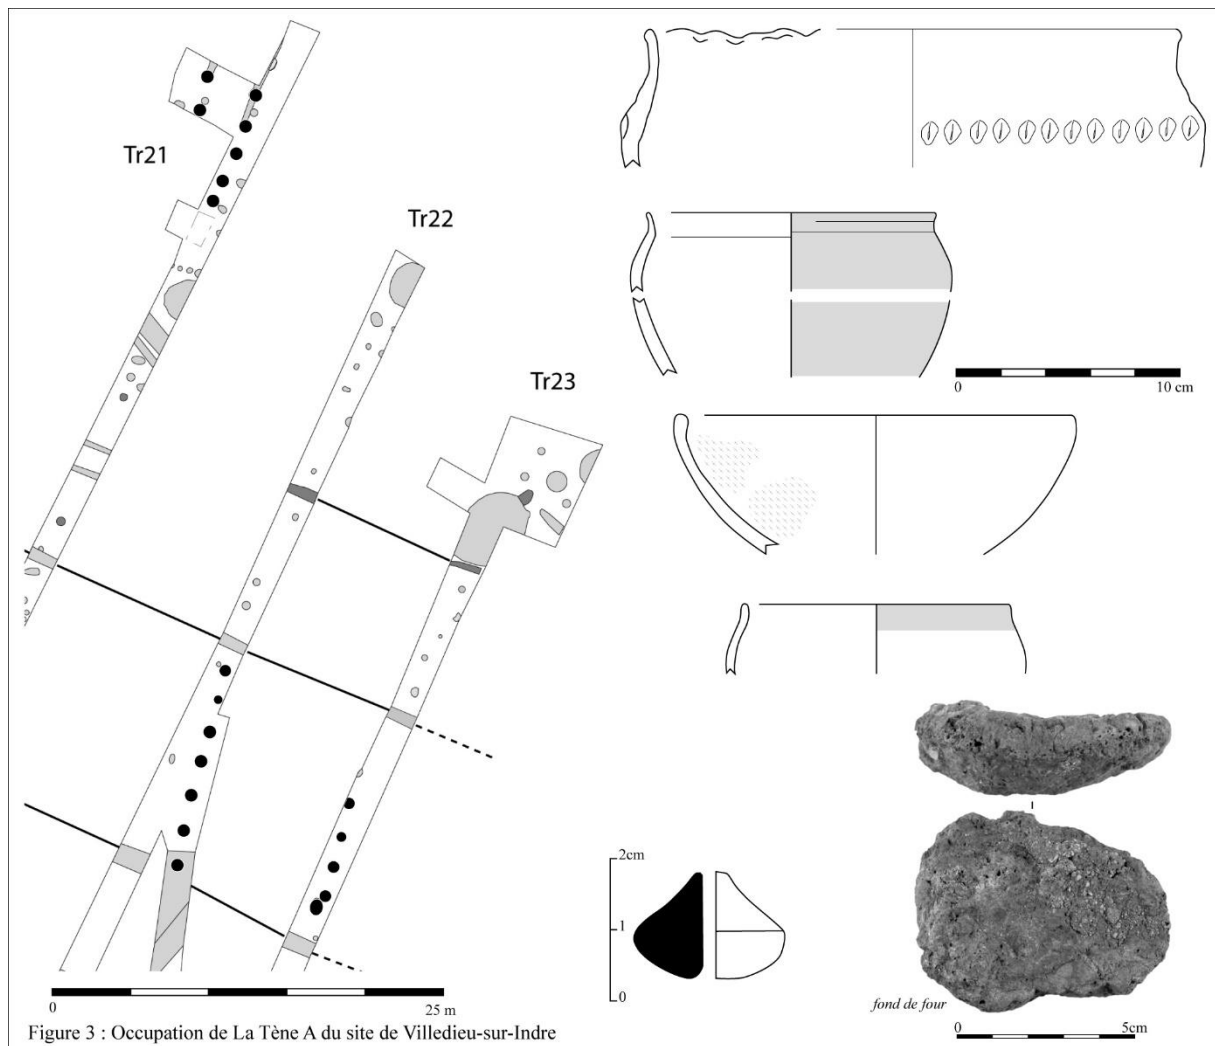 Tr21
Tr22
Tr23
0 10 cm
2cm
1
0
fond de four
0 5cm
0 25 m
Figure 3 : Occupation de La Tène A du site de Villedieu-sur-Indre